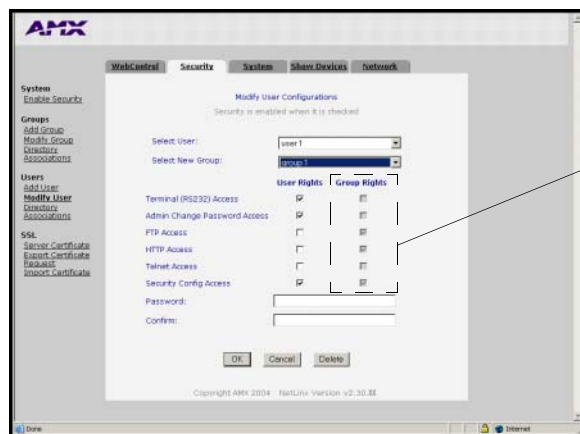 AMX
WebControl Security System Show Devices Network
System
Enable Security
Groups
Add Group
Modify Group
Directory
Associations
Users
Add User
Modify User
Directory
Associations
SSL
Server Certificate
Export Certificate
Request
Import Certificate
Modify User Configurations
Security is enabled when it is checked
Select User: user1
Select New Group: group1
User Rights Group Rights
Terminal (RS232) Access
Admin Change Password Access
FTP Access
HTTP Access
Telnet Access
Security Config Access
Password:
Confirm:
OK Cancel Delete
Copyright AMX 2004 NetLinx Version v2.30.XX
Done Internet